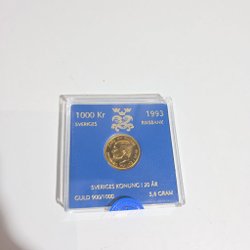 1000 Kr 1993
SVERIGES RIKSBANK
SVERIGES KONUNG I 20 ÅR
GULD 900/1000 5,8 GRAM